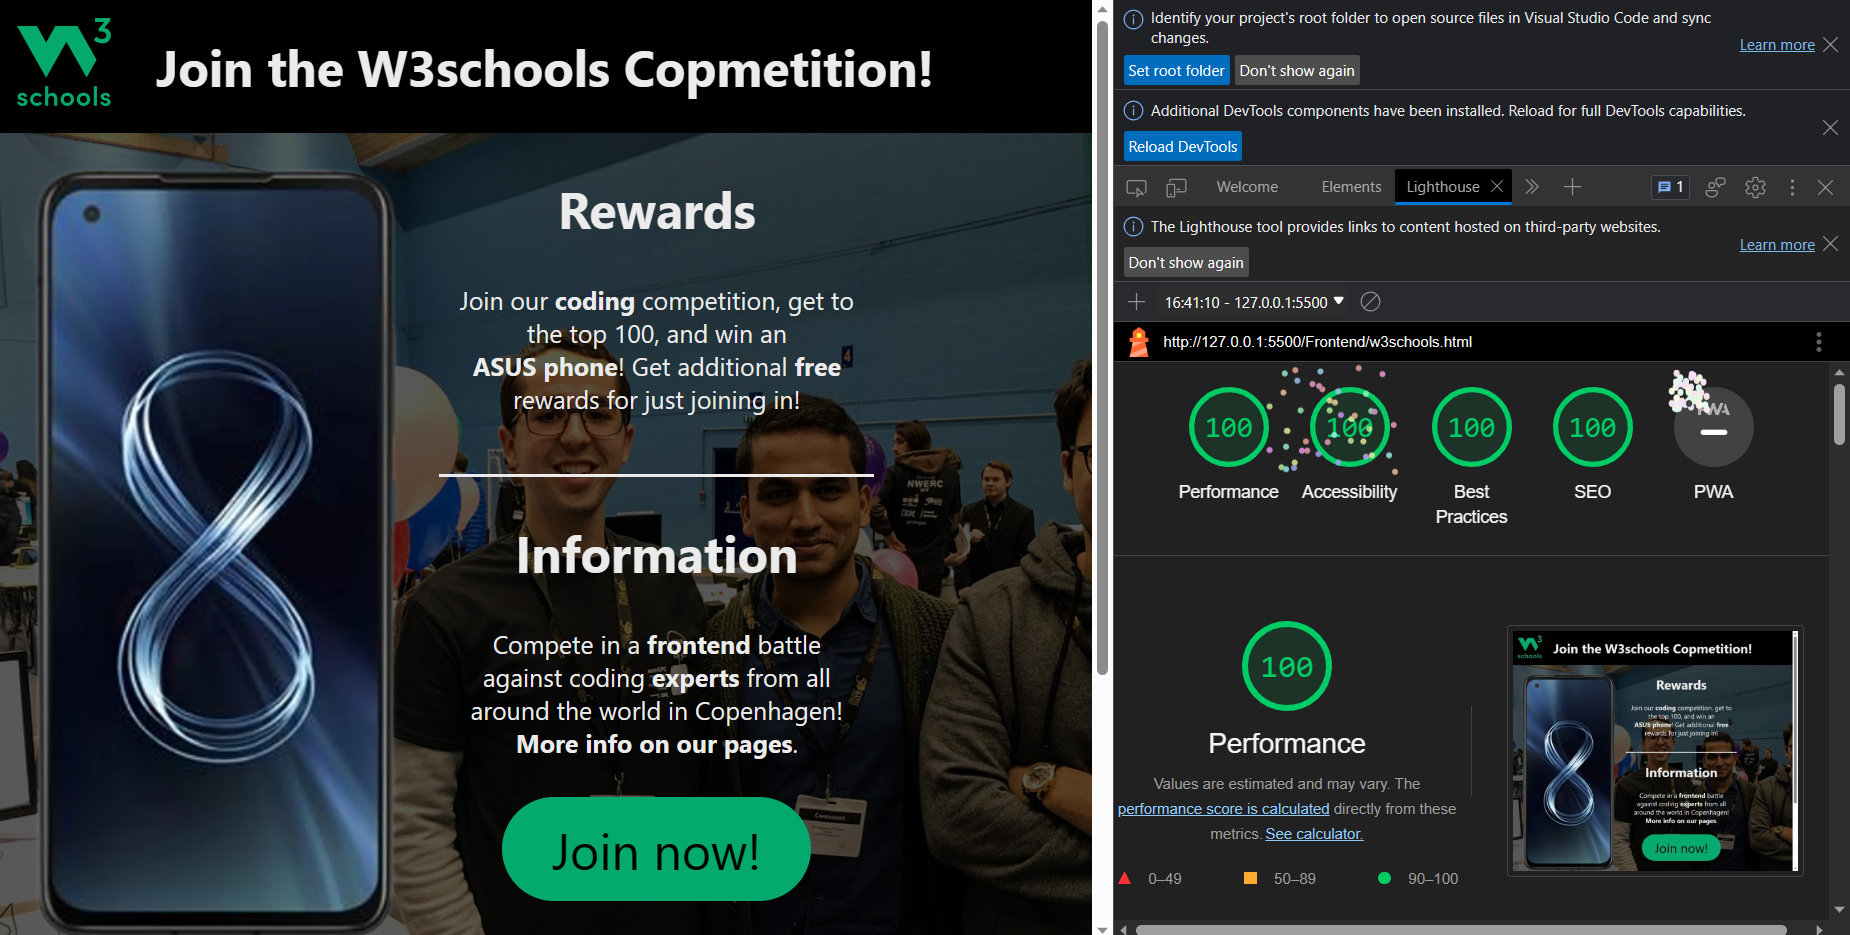 W3
schools
Join the W3schools Copmetition!
Rewards
Join our coding competition, get to
the top 100, and win an
ASUS phone! Get additional free
rewards for just joining in!
4
NWERC
Information
Compete in a frontend battle
against coding experts from all
around the world in Copenhagen!
More info on our pages.
Join now!
Identify your project's root folder to open source files in Visual Studio Code and sync
changes.
Learn more
Set root folder
Don't show again
Additional DevTools components have been installed. Reload for full DevTools capabilities.
Reload DevTools
Welcome
Elements
Lighthouse
1
The Lighthouse tool provides links to content hosted on third-party websites.
Learn more
Don't show again
16:41:10 - 127.0.0.1:5500
http://127.0.0.1:5500/Frontend/w3schools.html
100
100
100
100
PWA
Performance
Accessibility
Best
Practices
SEO
PWA
100
Performance
Values are estimated and may vary. The
performance score is calculated directly from these
metrics. See calculator.
0–49
50–89
90–100
W3
schools
Join the W3schools Copmetition!
Rewards
Join our coding competition, get to
the top 100, and win an
ASUS phone! Get additional free
rewards for just joining in!
Information
Compete in a frontend battle
against coding experts from all
around the world in Copenhagen!
More info on our pages.
Join now!